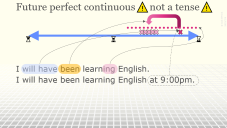 Future perfect continuous ⚠ not a tense ⚠
I will have been learning English.
I will have been learning English at 9:00pm.